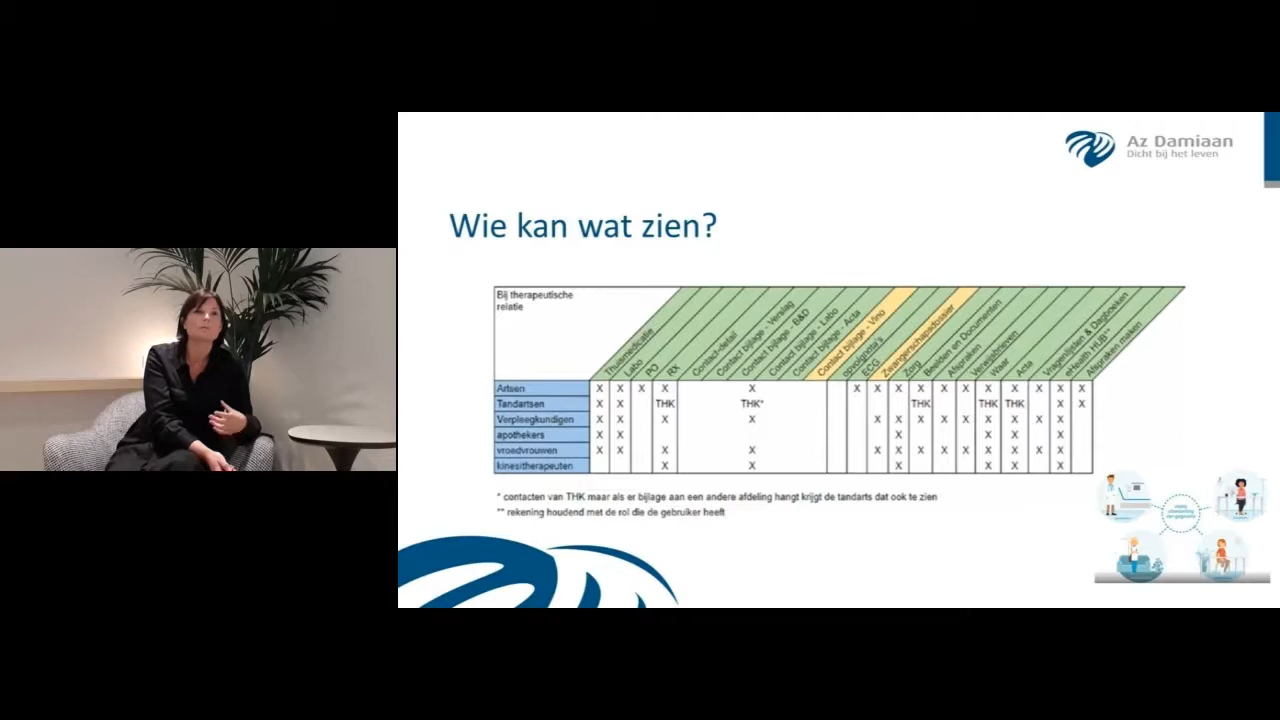 Az Damiaan
Dicht bij het leven
Wie kan wat zien?
Bij therapeutische
relatie
Thuismedicatie
Labo
PO
RX
Contact-detail
Contact bijlage - Verslag
Contact bijlage - B&D
Contact bijlage - Labo
Contact bijlage - Acta
Contact bijlage - Vino
ECG
Zwangerschapsdossier
Zorg
Beelden en Documenten
Afspraken
Verwijsbrieven
Waar
Acta
Vragenlijsten & Dagboeken
eHealth HUB**
Afspraken maken
Artsen X X X X X X X X X X X X X X X X
Tandartsen X X THK THK* THK THK THK X X
Verpleegkundigen X X X X X X X X X X X X X
apothekers X X X X X X
vroedvrouwen X X X X X X X X X X X X X
kinesitherapeuten X X X X X X
* contacten van THK maar als er bijlage aan een andere afdeling hangt krijgt de tandarts dat ook te zien
** rekening houdend met de rol die de gebruiker heeft